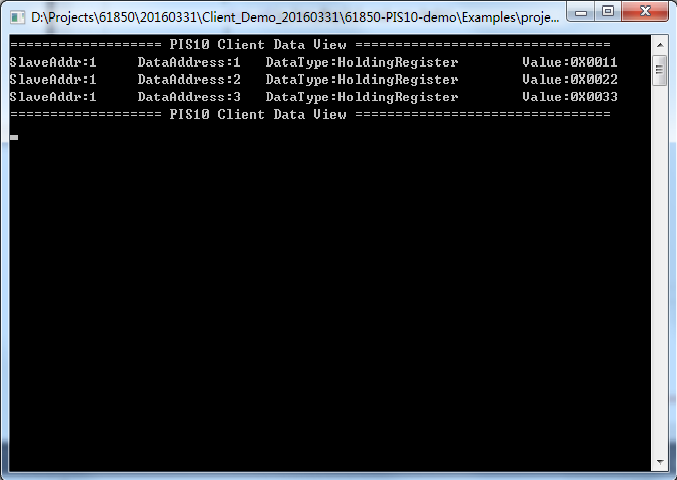 D:\Projects\61850\20160331\Client_Demo_20160331\61850-PIS10-demo\Examples\proje...
=================== PIS10 Client Data View ================================
SlaveAddr:1 DataAddress:1 DataType:HoldingRegister Value:0X0011
SlaveAddr:1 DataAddress:2 DataType:HoldingRegister Value:0X0022
SlaveAddr:1 DataAddress:3 DataType:HoldingRegister Value:0X0033
=================== PIS10 Client Data View ================================